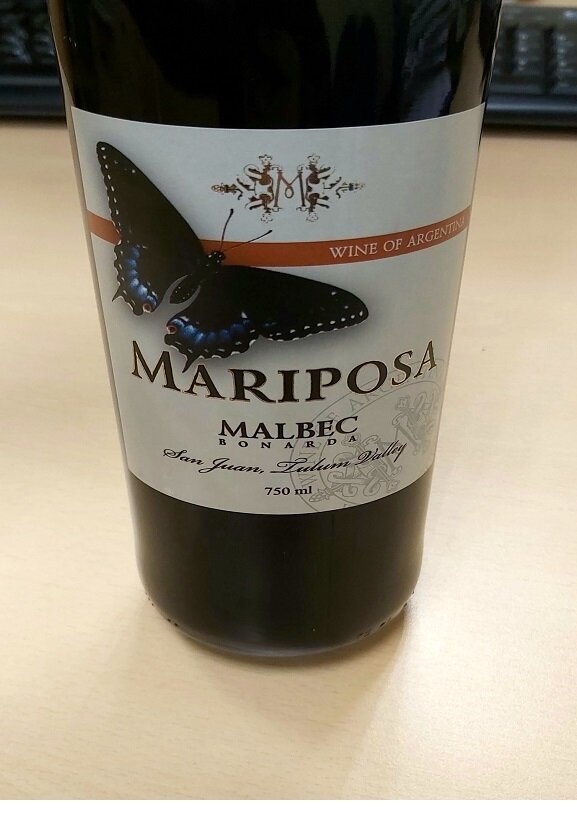 M
WINE OF ARGENTINA
MARIPOSA
MALBEC
BONARDA
San Juan, Tulum Valley
750 ml